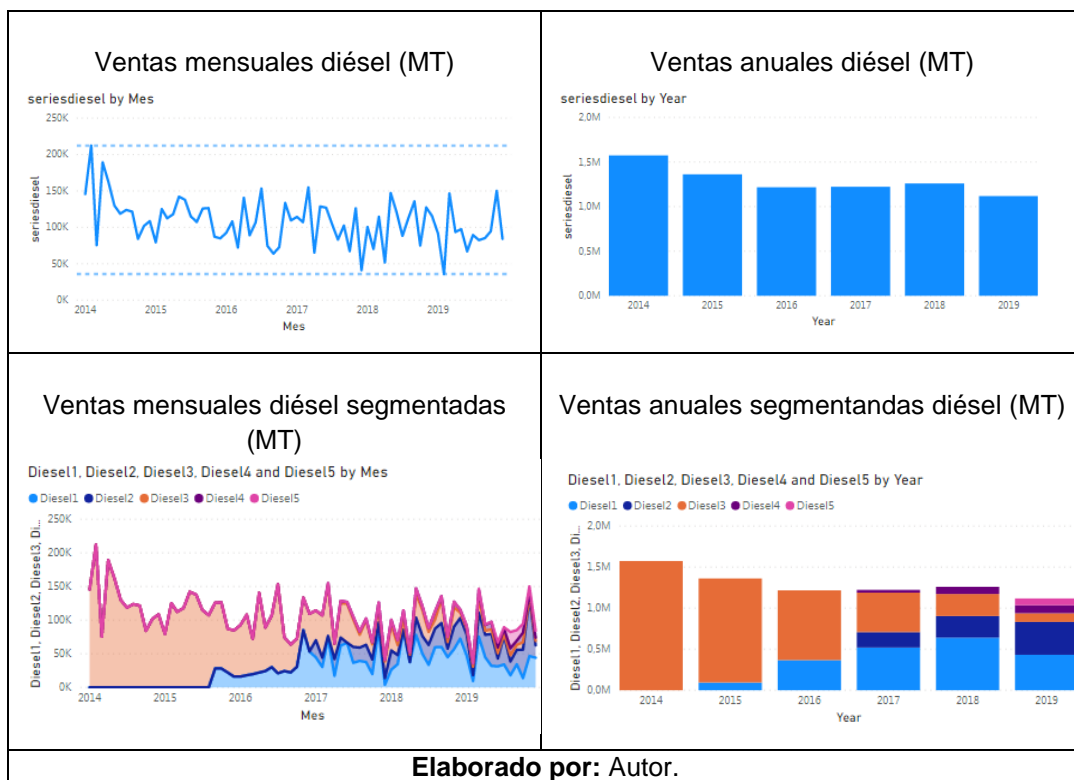 Ventas mensuales diésel (MT)
seriesdiesel by Mes
250K
200K
150K
100K
50K
0K
seriesdiesel
2014 2015 2016 2017 2018 2019
Mes
Ventas anuales diésel (MT)
seriesdiesel by Year
2,0M
1,5M
1,0M
0,5M
0,0M
seriesdiesel
2014 2015 2016 2017 2018 2019
Year
Ventas mensuales diésel segmentadas
(MT)
Diesel1, Diesel2, Diesel3, Diesel4 and Diesel5 by Mes
Diesel1 Diesel2 Diesel3 Diesel4 Diesel5
250K
200K
150K
100K
50K
0K
Diesel1, Diesel2, Diesel3, Di...
2014 2015 2016 2017 2018 2019
Mes
Ventas anuales segmentandas diésel (MT)
Diesel1, Diesel2, Diesel3, Diesel4 and Diesel5 by Year
Diesel1 Diesel2 Diesel3 Diesel4 Diesel5
2,0M
1,5M
1,0M
0,5M
0,0M
Diesel1, Diesel2, Diesel3, Di...
2014 2015 2016 2017 2018 2019
Year
Elaborado por: Autor.